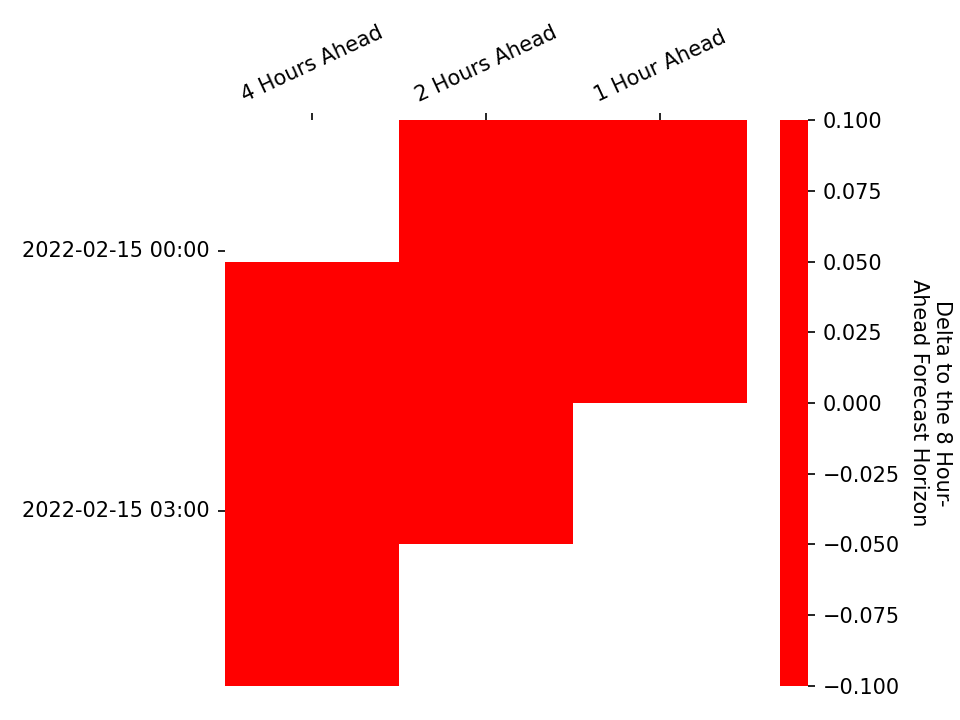 4 Hours Ahead
2 Hours Ahead
1 Hour Ahead
2022-02-15 00:00
2022-02-15 03:00
0.100
0.075
0.050
0.025
0.000
−0.025
−0.050
−0.075
−0.100
Delta to the 8 Hour-
Ahead Forecast Horizon